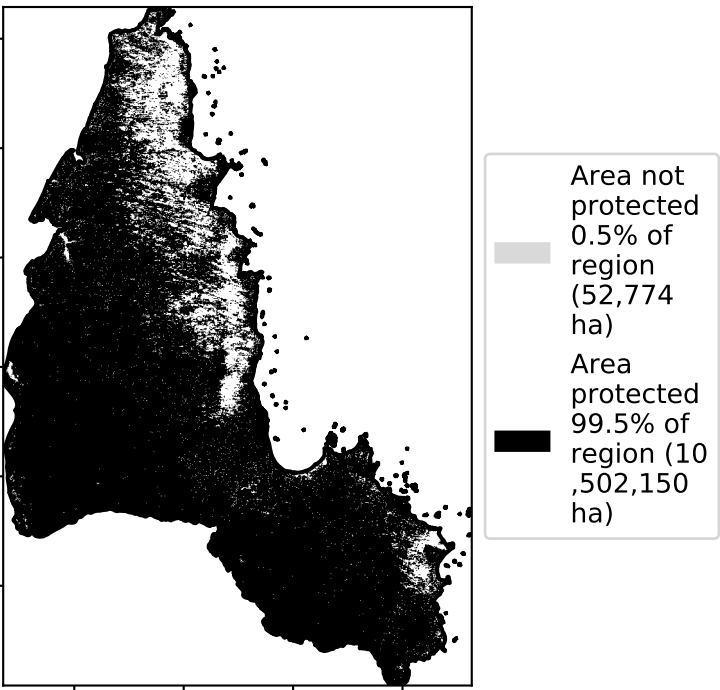 Area not
protected
0.5% of
region
(52,774
ha)
Area
protected
99.5% of
region (10
,502,150
ha)